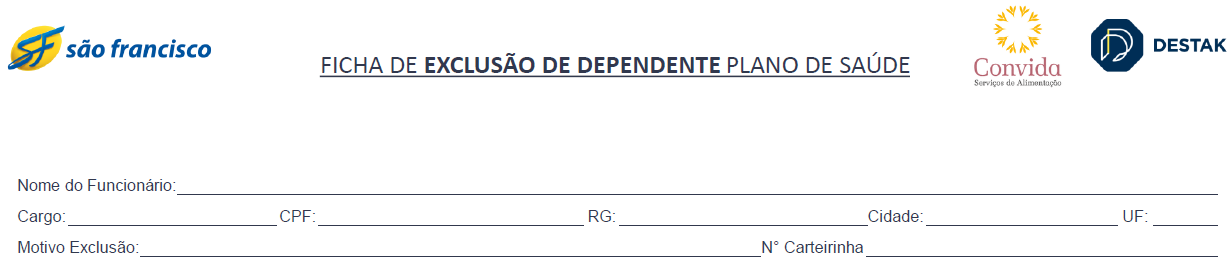 SF são francisco
FICHA DE EXCLUSÃO DE DEPENDENTE PLANO DE SAÚDE
Convida
Serviços de Alimentação
DESTAK
Nome do Funcionário:
Cargo: CPF: RG: Cidade: UF:
Motivo Exclusão: N° Carteirinha